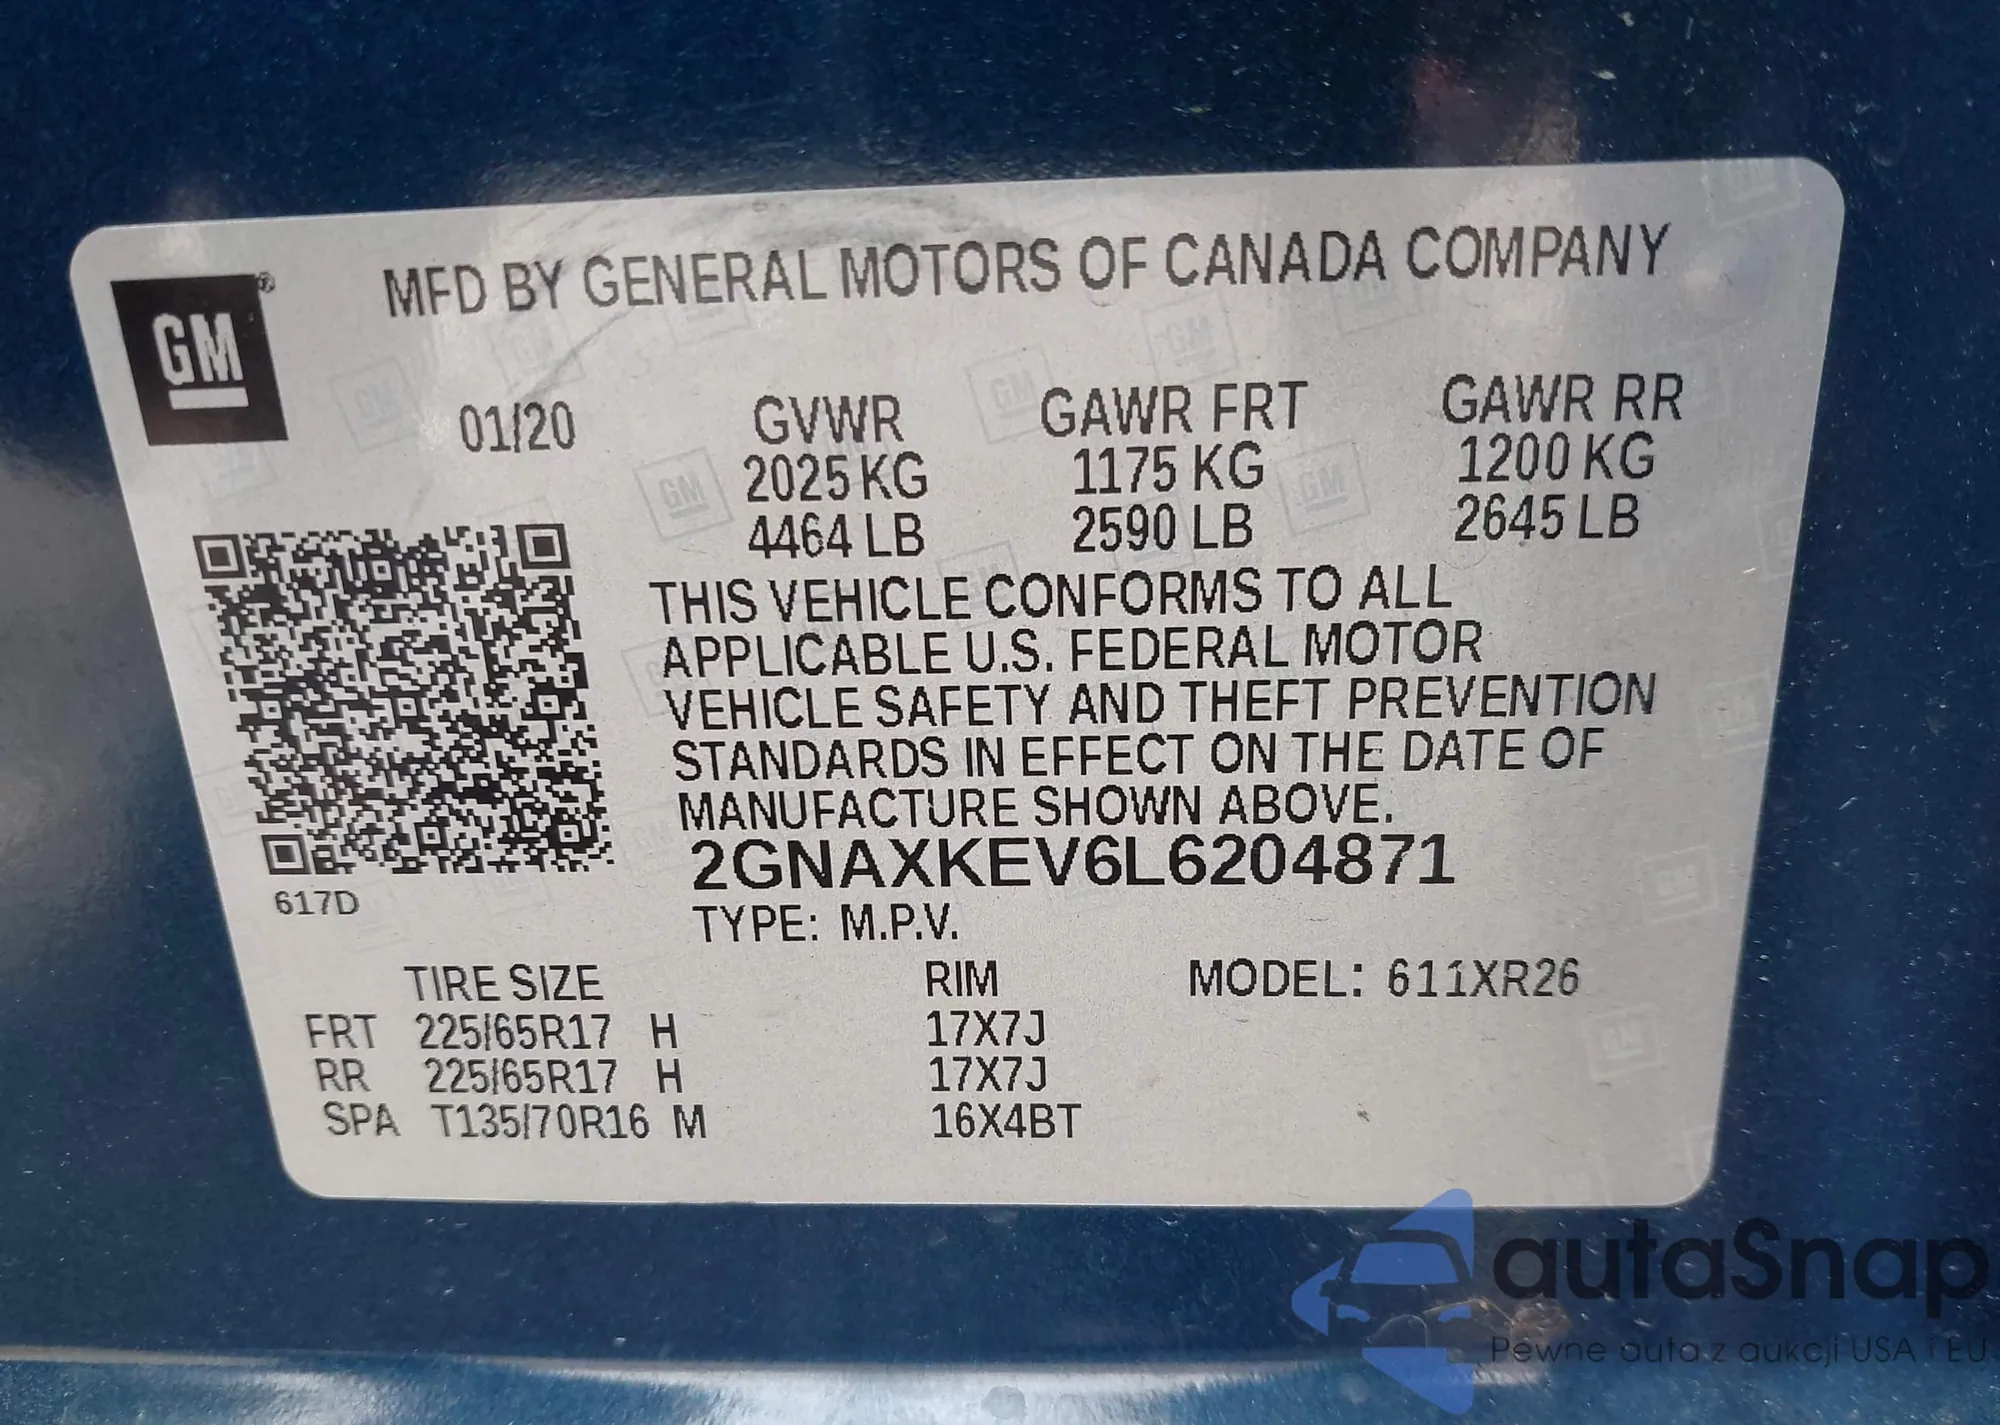 GM®
MFD BY GENERAL MOTORS OF CANADA COMPANY
01/20 GVWR GAWR FRT GAWR RR
2025 KG 1175 KG 1200 KG
4464 LB 2590 LB 2645 LB
THIS VEHICLE CONFORMS TO ALL
APPLICABLE U.S. FEDERAL MOTOR
VEHICLE SAFETY AND THEFT PREVENTION
STANDARDS IN EFFECT ON THE DATE OF
MANUFACTURE SHOWN ABOVE.
2GNAXKEV6L6204871
617D
TYPE: M.P.V.
TIRE SIZE RIM MODEL: 611XR26
FRT 225/65R17 H 17X7J
RR 225/65R17 H 17X7J
SPA T135/70R16 M 16X4BT
autaSnap
Pewne auta z aukcji USA i EU